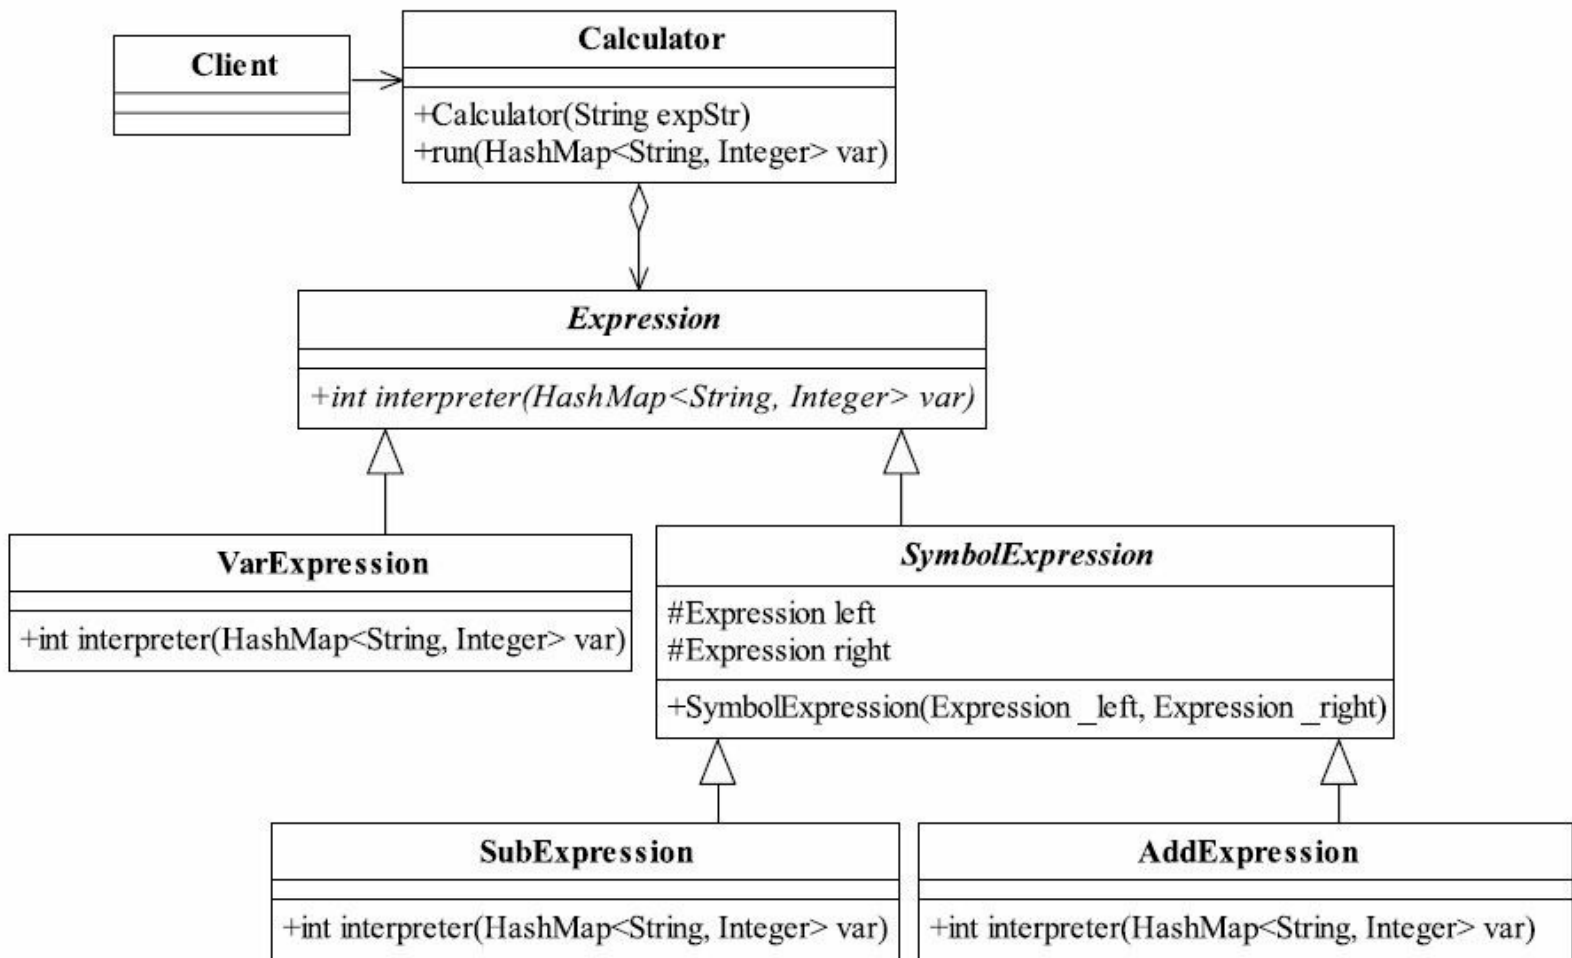 Client
Calculator
+Calculator(String expStr)
+run(HashMap<String, Integer> var)
Expression
+int interpreter(HashMap<String, Integer> var)
VarExpression
+int interpreter(HashMap<String, Integer> var)
SymbolExpression
#Expression left
#Expression right
+SymbolExpression(Expression _left, Expression _right)
SubExpression
+int interpreter(HashMap<String, Integer> var)
AddExpression
+int interpreter(HashMap<String, Integer> var)